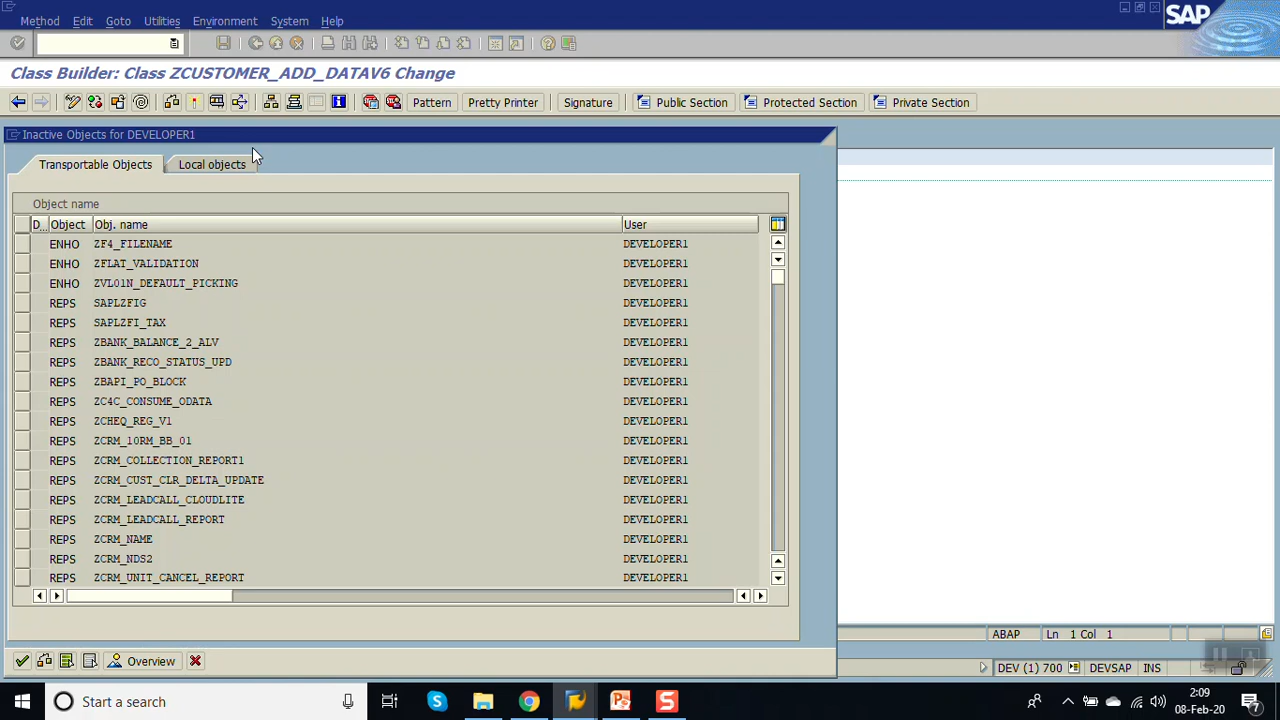 Method Edit Goto Utilities Environment System Help
SAP
Class Builder: Class ZCUSTOMER_ADD_DATAV6 Change
Pattern Pretty Printer Signature Public Section Protected Section Private Section
Inactive Objects for DEVELOPER1
Transportable Objects Local objects
Object name
D... Object Obj. name User
ENHO ZF4_FILENAME DEVELOPER1
ENHO ZFLAT_VALIDATION DEVELOPER1
ENHO ZVL01N_DEFAULT_PICKING DEVELOPER1
REPS SAPLZFIG DEVELOPER1
REPS SAPLZFI_TAX DEVELOPER1
REPS ZBANK_BALANCE_2_ALV DEVELOPER1
REPS ZBANK_RECO_STATUS_UPD DEVELOPER1
REPS ZBAPI_PO_BLOCK DEVELOPER1
REPS ZC4C_CONSUME_ODATA DEVELOPER1
REPS ZCHEQ_REG_V1 DEVELOPER1
REPS ZCRM_10RM_BB_01 DEVELOPER1
REPS ZCRM_COLLECTION_REPORT1 DEVELOPER1
REPS ZCRM_CUST_CLR_DELTA_UPDATE DEVELOPER1
REPS ZCRM_LEADCALL_CLOUDLITE DEVELOPER1
REPS ZCRM_LEADCALL_REPORT DEVELOPER1
REPS ZCRM_NAME DEVELOPER1
REPS ZCRM_NDS2 DEVELOPER1
REPS ZCRM_UNIT_CANCEL_REPORT DEVELOPER1
ABAP Ln 1 Col 1
Overview
DEV (1) 700 DEVSAP INS
Start a search
2:09
08-Feb-20
7